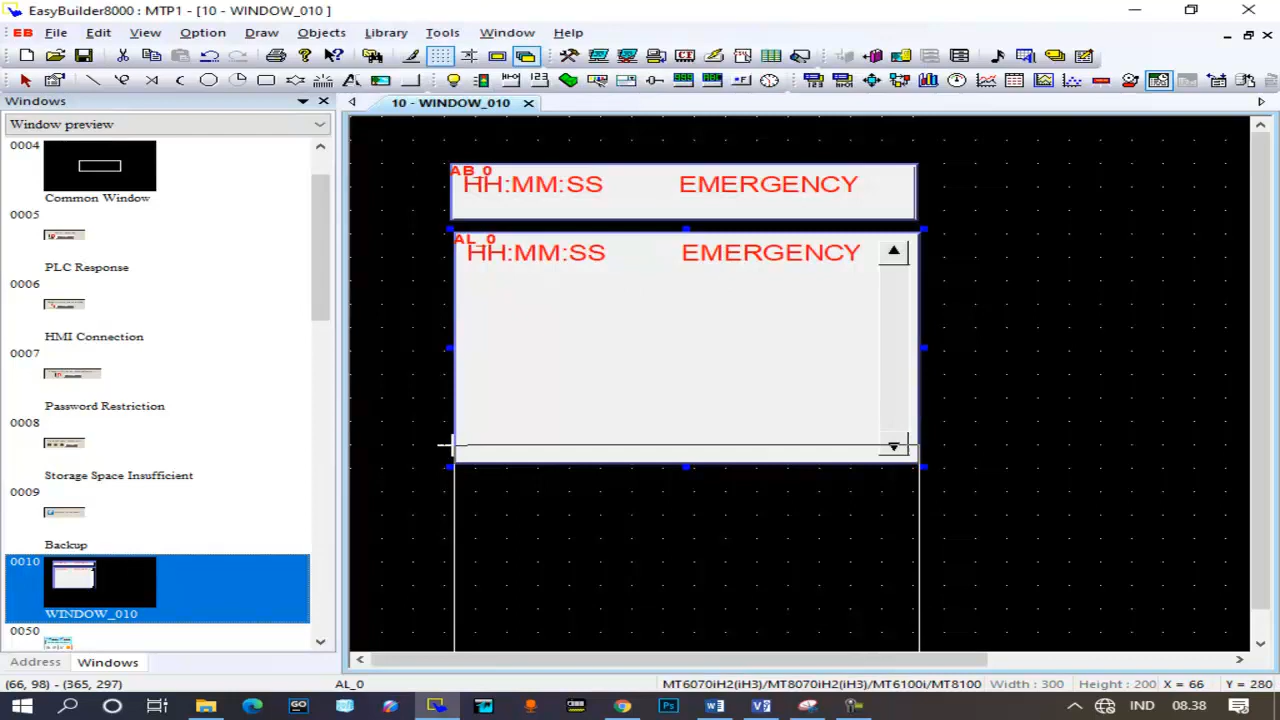 EasyBuilder8000 : MTP1 - [10 - WINDOW_010 ]
EB File Edit View Option Draw Objects Library Tools Window Help
Windows
10 - WINDOW_010
Window preview
0004
Common Window
0005
PLC Response
0006
HMI Connection
0007
Password Restriction
0008
Storage Space Insufficient
0009
Backup
0010
WINDOW_010
0050
AB_0
HH:MM:SS EMERGENCY
AL_0
HH:MM:SS EMERGENCY
Address Windows
(66, 98) - (365, 297) AL_0 MT6070iH2(iH3)/MT8070iH2(iH3)/MT6100i/MT8100 Width : 300 Height : 200 X = 66 Y = 280
IND 08.38